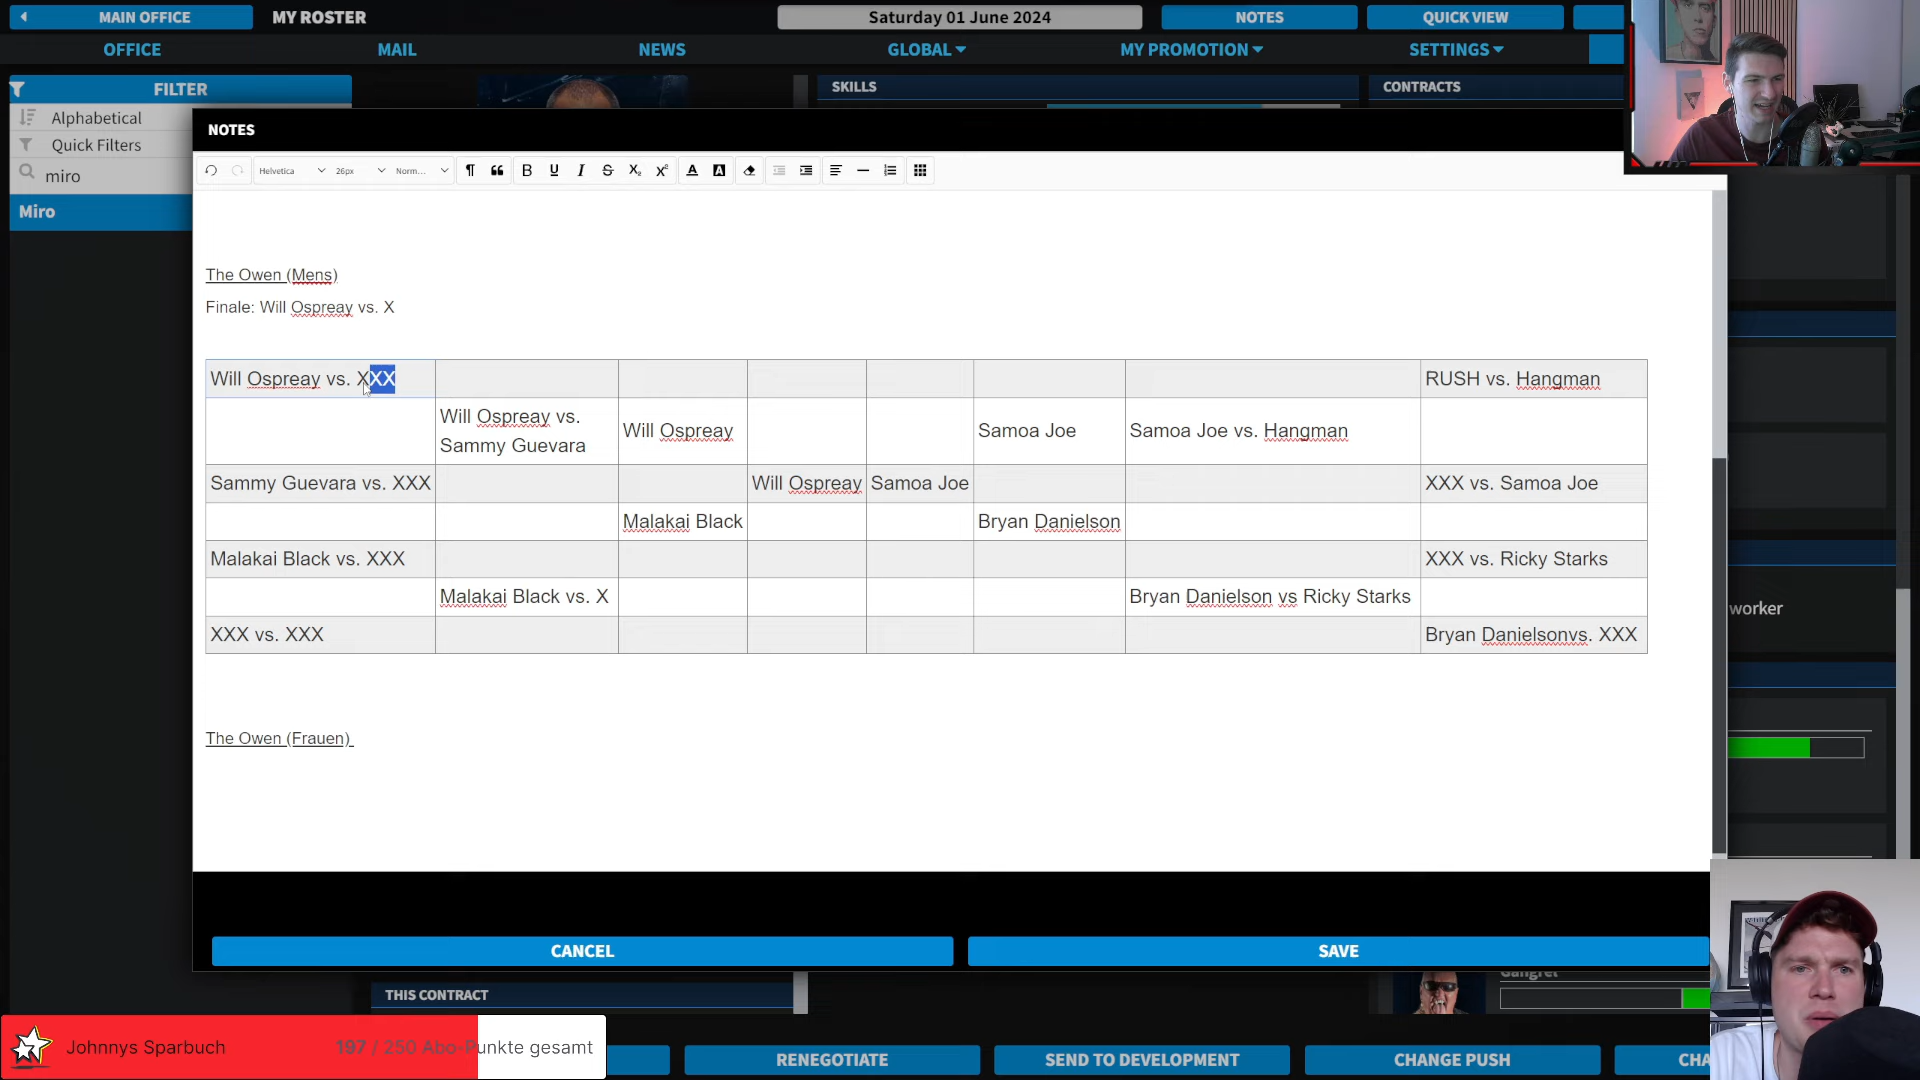 MAIN OFFICE
MY ROSTER
Saturday 01 June 2024
NOTES
QUICK VIEW
OFFICE
MAIL
NEWS
GLOBAL
MY PROMOTION
SETTINGS
FILTER
SKILLS
CONTRACTS
Alphabetical
Quick Filters
miro
Miro
NOTES
Helvetica
26px
Norm...
The Owen (Mens)
Finale: Will Ospreay vs. X
Will Ospreay vs. XXX
RUSH vs. Hangman
Will Ospreay vs.
Sammy Guevara
Will Ospreay
Samoa Joe
Samoa Joe vs. Hangman
Sammy Guevara vs. XXX
Will Ospreay
Samoa Joe
XXX vs. Samoa Joe
Malakai Black
Bryan Danielson
Malakai Black vs. XXX
XXX vs. Ricky Starks
Malakai Black vs. X
Bryan Danielson vs Ricky Starks
worker
XXX vs. XXX
Bryan Danielsonvs. XXX
The Owen (Frauen)
CANCEL
SAVE
Gangrel
THIS CONTRACT
Johnnys Sparbuch
197 / 250 Abo-Punkte gesamt
RENEGOTIATE
SEND TO DEVELOPMENT
CHANGE PUSH
CHA